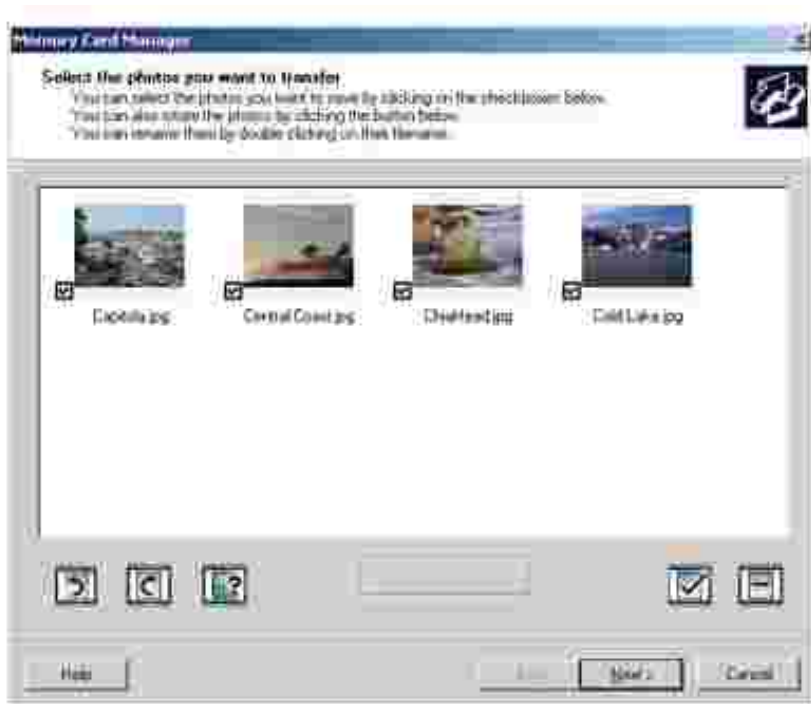 Memory Card Manager
Select the photos you want to transfer
You can select the photos you want to save by clicking on the checkboxes below.
You can also rotate the photos by clicking the button below.
You can rename them by double clicking on their filename.
Capitola.jpg
Central Coast.jpg
Cold Lake.jpg
?
Help
Next >
Cancel